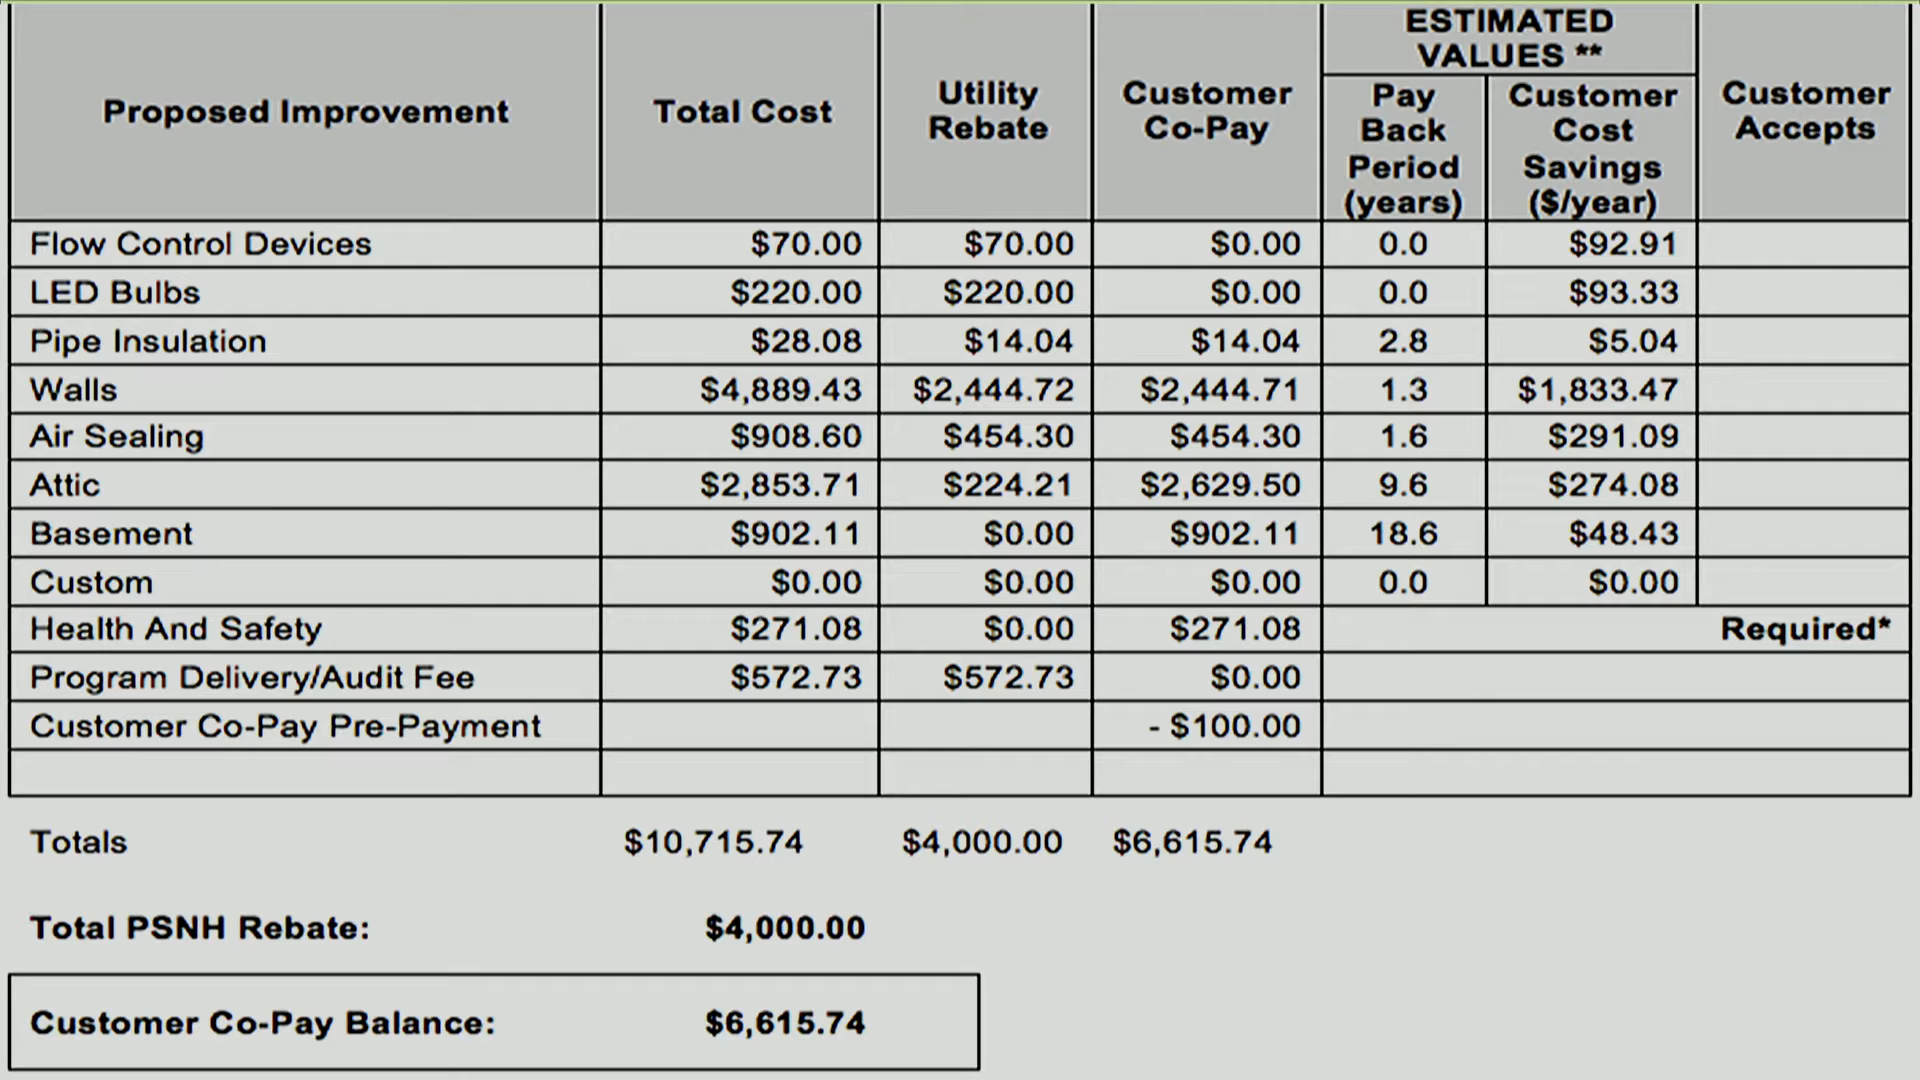 Proposed Improvement Total Cost Utility Rebate Customer Co-Pay ESTIMATED VALUES ** Pay Back Period (years) Customer Cost Savings ($/year) Customer Accepts
Flow Control Devices $70.00 $70.00 $0.00 0.0 $92.91
LED Bulbs $220.00 $220.00 $0.00 0.0 $93.33
Pipe Insulation $28.08 $14.04 $14.04 2.8 $5.04
Walls $4,889.43 $2,444.72 $2,444.71 1.3 $1,833.47
Air Sealing $908.60 $454.30 $454.30 1.6 $291.09
Attic $2,853.71 $224.21 $2,629.50 9.6 $274.08
Basement $902.11 $0.00 $902.11 18.6 $48.43
Custom $0.00 $0.00 $0.00 0.0 $0.00
Health And Safety $271.08 $0.00 $271.08 Required*
Program Delivery/Audit Fee $572.73 $572.73 $0.00
Customer Co-Pay Pre-Payment - $100.00
Totals $10,715.74 $4,000.00 $6,615.74
Total PSNH Rebate: $4,000.00
Customer Co-Pay Balance: $6,615.74